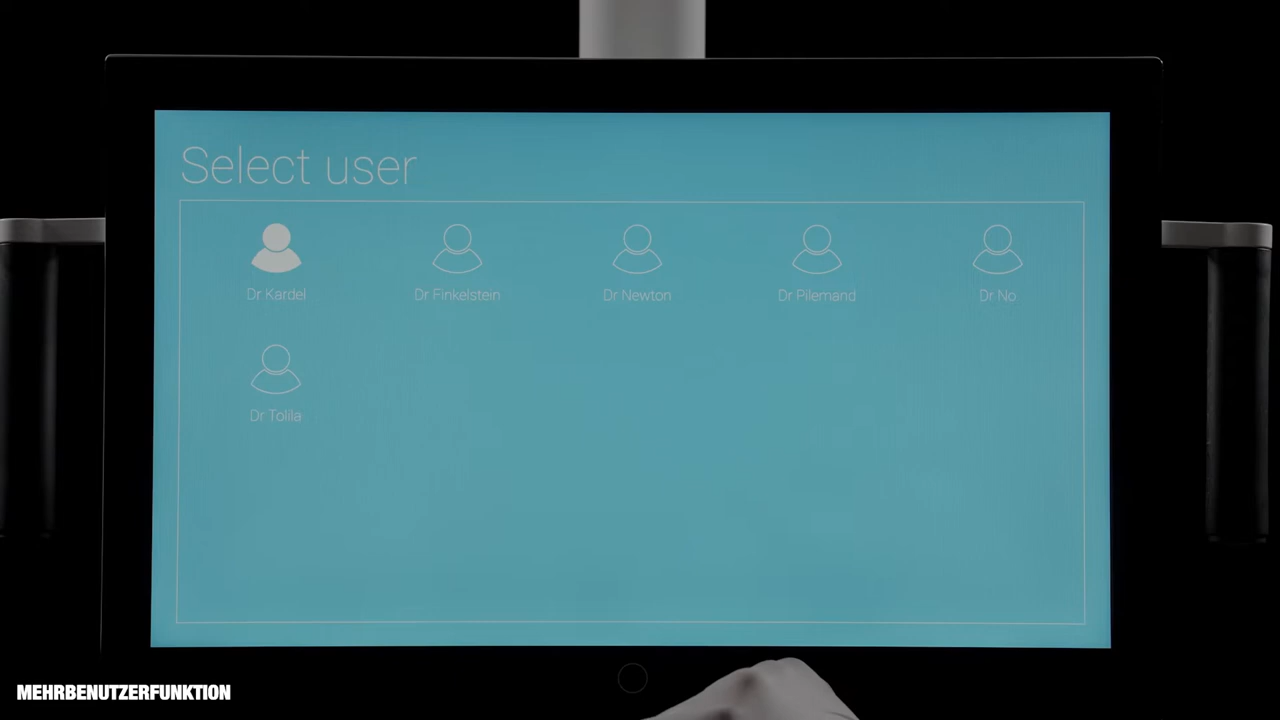 Select user
Dr Kardel
Dr Finkelstein
Dr Newton
Dr Pilemand
Dr No
Dr Tolila
MEHRBENUTZERFUNKTION